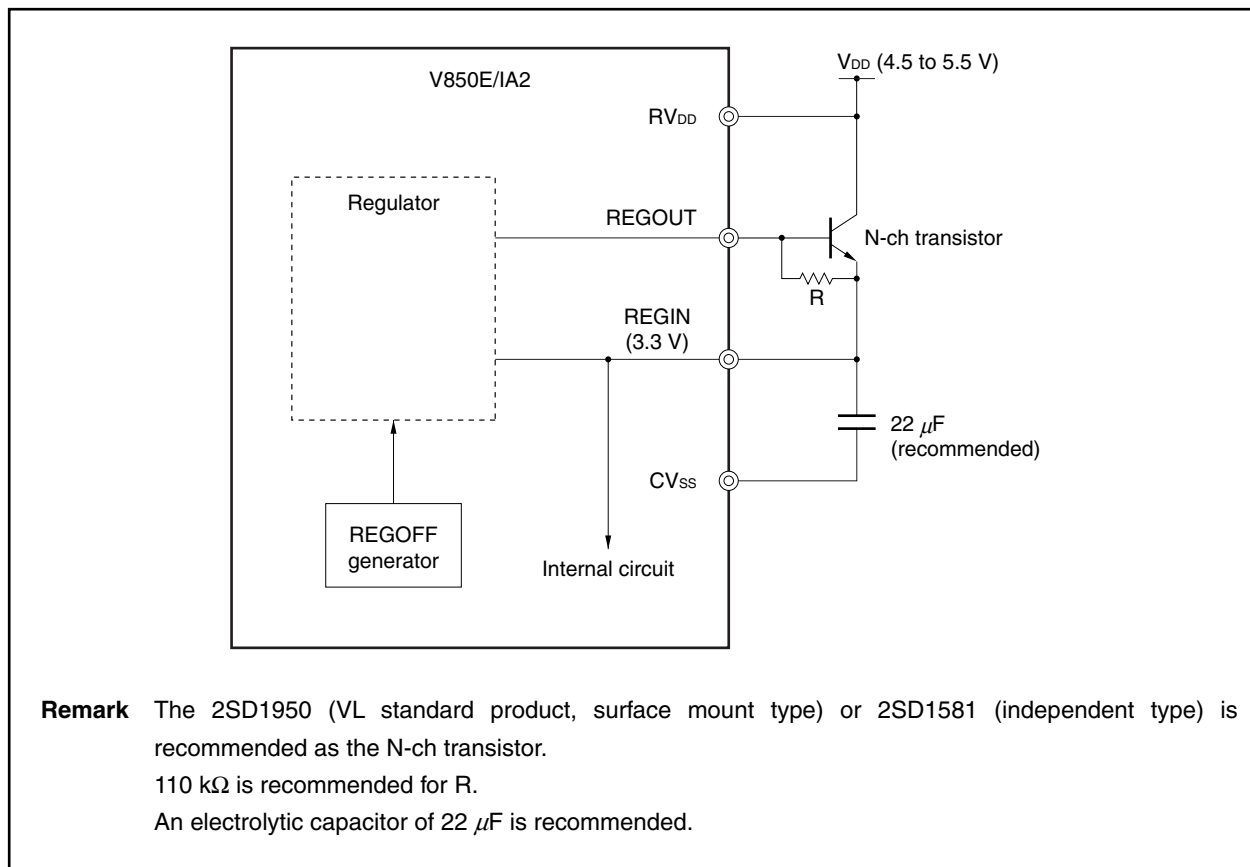 V850E/IA2
VDD (4.5 to 5.5 V)
RVDD
Regulator
REGOUT
N-ch transistor
R
REGIN
(3.3 V)
22 μF
(recommended)
CVSS
REGOFF
generator
Internal circuit
Remark The 2SD1950 (VL standard product, surface mount type) or 2SD1581 (independent type) is
recommended as the N-ch transistor.
110 kΩ is recommended for R.
An electrolytic capacitor of 22 μF is recommended.